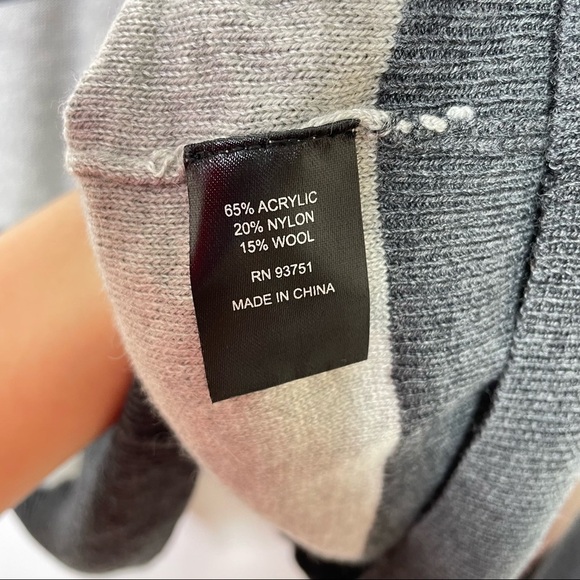 65% ACRYLIC
20% NYLON
15% WOOL
RN 93751
MADE IN CHINA